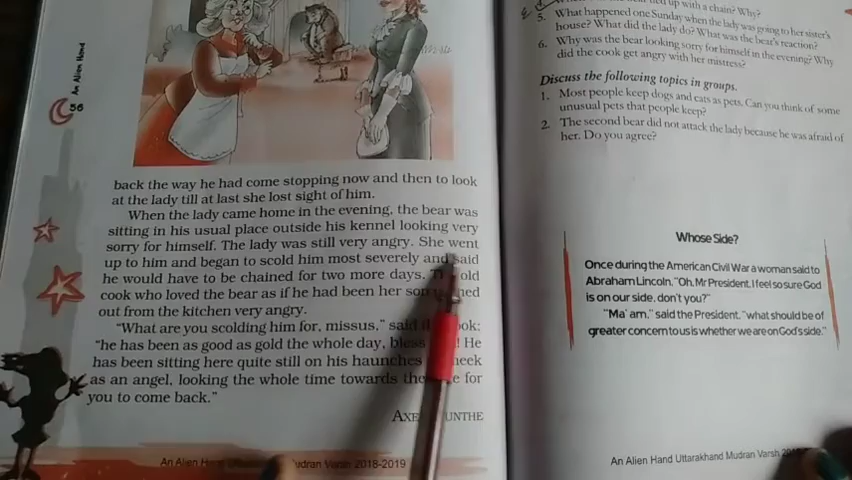 An Alien Hand
56
back the way he had come stopping now and then to look
at the lady till at last she lost sight of him.
When the lady came home in the evening, the bear was
sitting in his usual place outside his kennel looking very
sorry for himself. The lady was still very angry. She went
up to him and began to scold him most severely and said
he would have to be chained for two more days. old
cook who loved the bear as if he had been her son
out from the kitchen very angry.
"What are you scolding him for, missus," said
"he has been as good as gold the whole day, bless ! He
has been sitting here quite still on his haunches
as an angel, looking the whole time towards the for
you to come back."
An Alien Mudran Varsh 2018-2019
with a chain? Why?
5. What happened one Sunday when the lady was going to her sister's
house? What did the lady do? What was the bear's reaction?
6. Why was the bear looking sorry for himself in the evening? Why
did the cook get angry with her mistress?
Discuss the following topics in groups.
1. Most people keep dogs and cats as pets. Can you think of some
unusual pets that people keep?
2. The second bear did not attack the lady because he was afraid of
her. Do you agree?
Whose Side?
Once during the American Civil War a woman said to
Abraham Lincoln, "Oh, Mr President, I feel so sure God
is on our side, don't you?"
"Ma' am," said the President, "what should be of
greater concern to us is whether we are on God's side."
An Alien Hand Uttarakhand Mudran Varsh